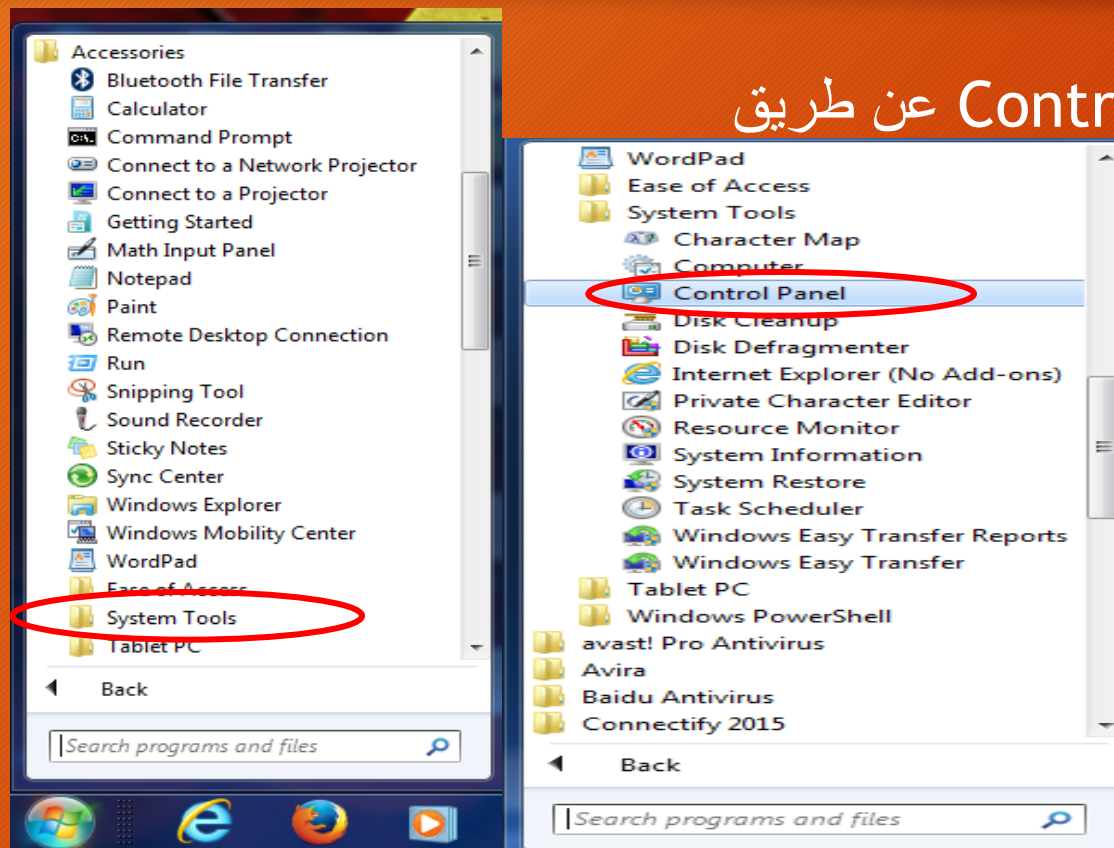 Contr عن طريق
Accessories
Bluetooth File Transfer
Calculator
Command Prompt
Connect to a Network Projector
Connect to a Projector
Getting Started
Math Input Panel
Notepad
Paint
Remote Desktop Connection
Run
Snipping Tool
Sound Recorder
Sticky Notes
Sync Center
Windows Explorer
Windows Mobility Center
WordPad
Ease of Access
System Tools
Tablet PC
Back
Search programs and files
WordPad
Ease of Access
System Tools
Character Map
Computer
Control Panel
Disk Cleanup
Disk Defragmenter
Internet Explorer (No Add-ons)
Private Character Editor
Resource Monitor
System Information
System Restore
Task Scheduler
Windows Easy Transfer Reports
Windows Easy Transfer
Tablet PC
Windows PowerShell
avast! Pro Antivirus
Avira
Baidu Antivirus
Connectify 2015
Back
Search programs and files